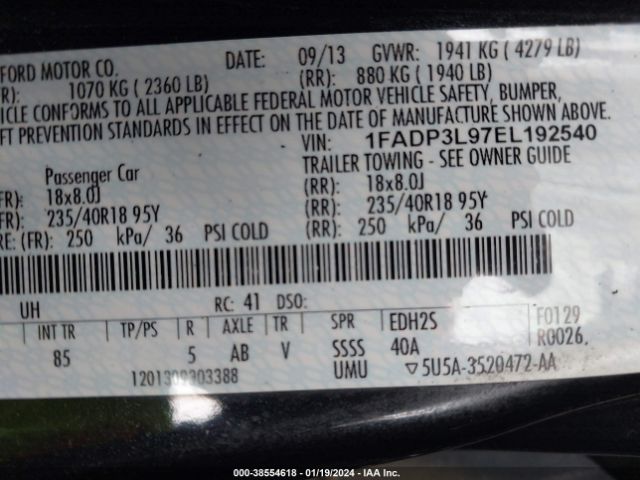 FORD MOTOR CO. DATE: 09/13 GVWR: 1941 KG ( 4279 LB)
R): 1070 KG ( 2360 LB) (RR): 880 KG ( 1940 LB)
ICLE CONFORMS TO ALL APPLICABLE FEDERAL MOTOR VEHICLE SAFETY, BUMPER,
FT PREVENTION STANDARDS IN EFFECT ON THE DATE OF MANUFACTURE SHOWN ABOVE.
VIN: 1FADP3L97EL192540
Passenger Car TRAILER TOWING - SEE OWNER GUIDE
FR): 18x8.0J (RR): 18x8.0J
235/40R18 95Y (RR): 235/40R18 95Y
RE: (FR): 250 kPa/ 36 PSI COLD (RR): 250 kPa/ 36 PSI COLD
UH RC: 41 DSO:
INT TR TP/PS R AXLE TR SPR EDH2S F0129
85 5 AB V SSSS 40A R0026
UMU ▽5U5A-3520472-AA
000-38554618 - 01/19/2024 - IAA Inc.